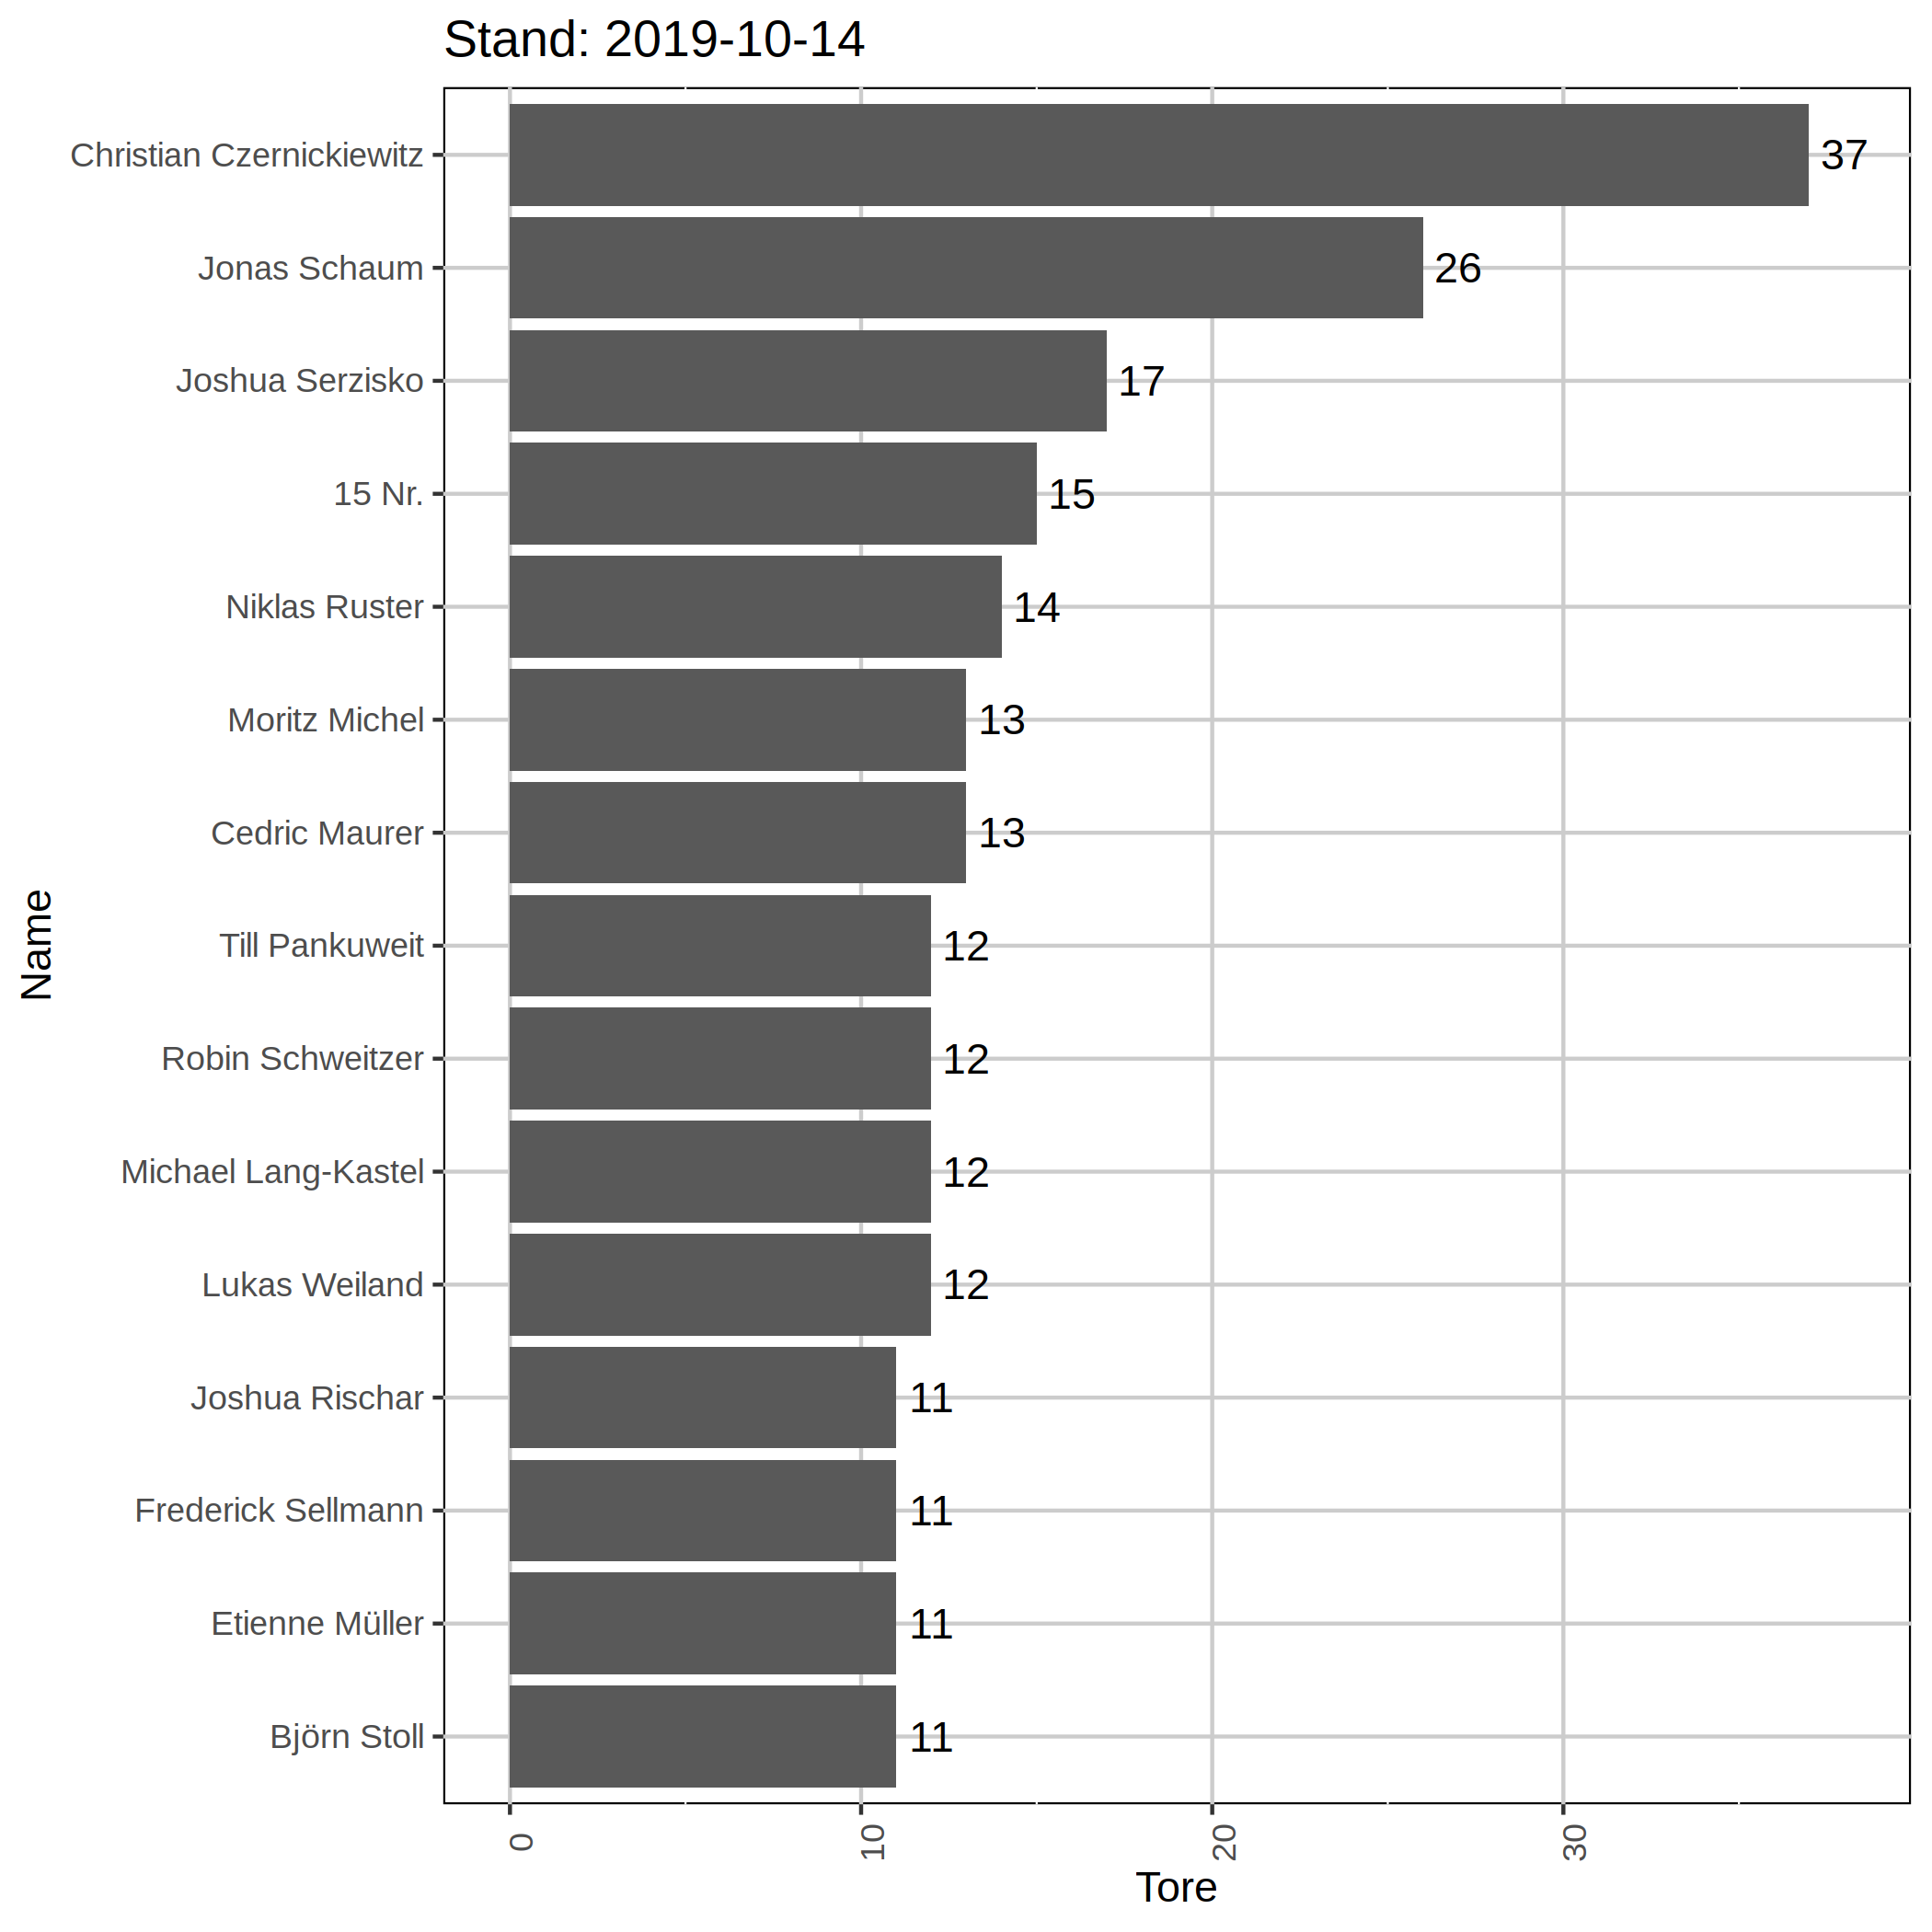 Stand: 2019-10-14
Christian Czernickiewitz 37
Jonas Schaum 26
Joshua Serzisko 17
15 Nr. 15
Niklas Ruster 14
Moritz Michel 13
Cedric Maurer 13
Till Pankuweit 12
Robin Schweitzer 12
Michael Lang-Kastel 12
Lukas Weiland 12
Joshua Rischar 11
Frederick Sellmann 11
Etienne Müller 11
Björn Stoll 11
Name
0 10 20 30
Tore